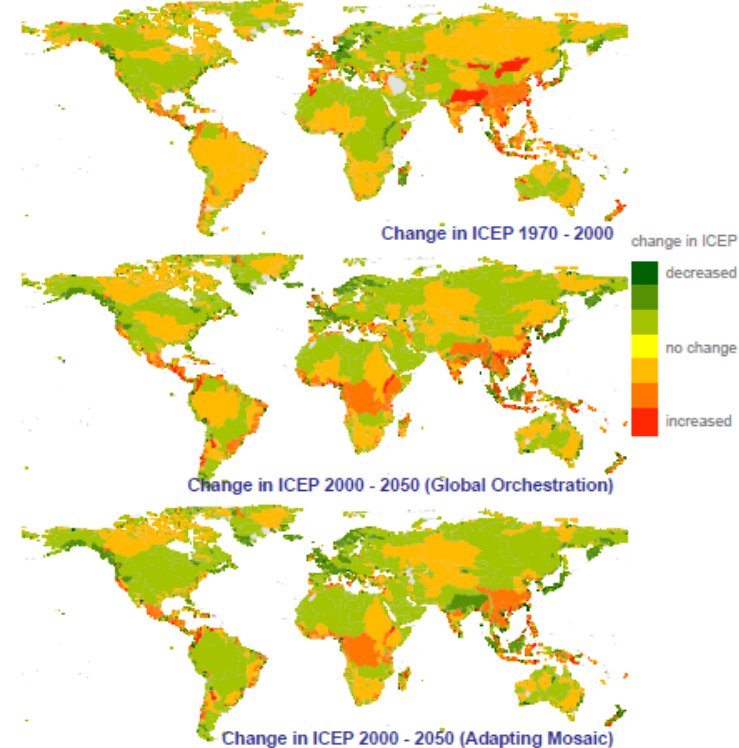 Change in ICEP 1970 - 2000
change in ICEP
decreased
no change
increased
Change in ICEP 2000 - 2050 (Global Orchestration)
Change in ICEP 2000 - 2050 (Adapting Mosaic)